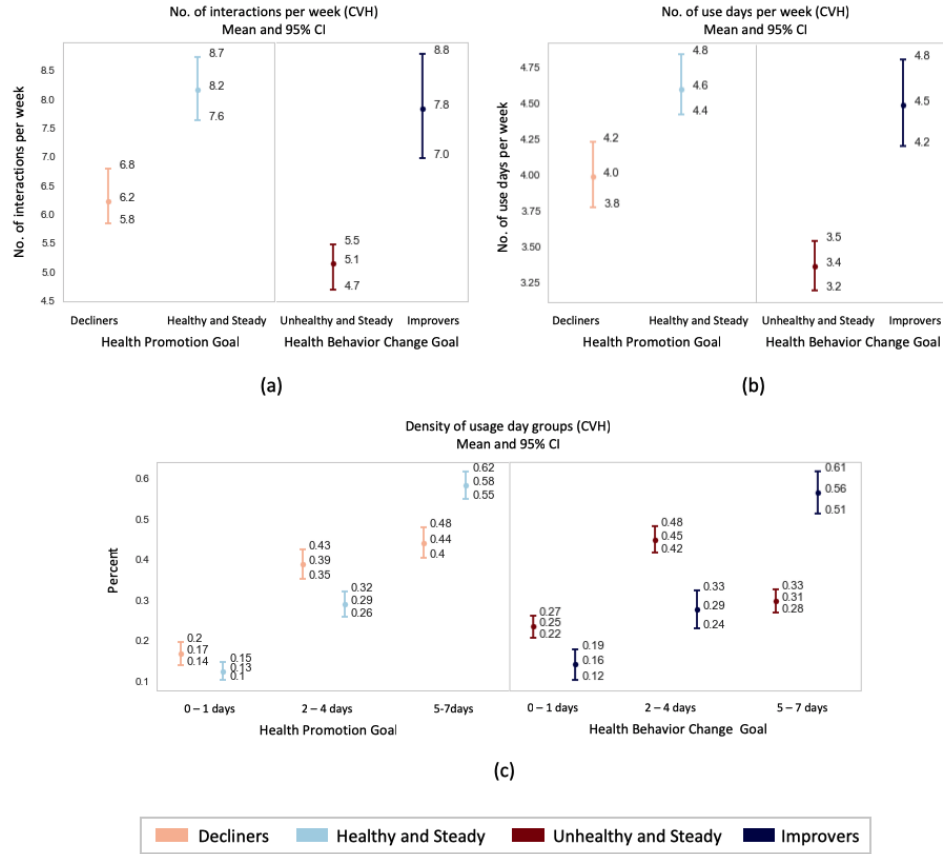 No. of interactions per week (CVH)
Mean and 95% CI
No. of interactions per week
8.5
8.0
7.5
7.0
6.5
6.0
5.5
5.0
4.5
6.8
6.2
5.8
8.7
8.2
7.6
5.5
5.1
4.7
8.8
7.8
7.0
Decliners
Healthy and Steady
Unhealthy and Steady
Improvers
Health Promotion Goal
Health Behavior Change Goal
(a)
No. of use days per week (CVH)
Mean and 95% CI
No. of use days per week
4.75
4.50
4.25
4.00
3.75
3.50
3.25
4.2
4.0
3.8
4.8
4.6
4.4
3.5
3.4
3.2
4.8
4.5
4.2
Decliners
Healthy and Steady
Unhealthy and Steady
Improvers
Health Promotion Goal
Health Behavior Change Goal
(b)
Density of usage day groups (CVH)
Mean and 95% CI
Percent
0.6
0.5
0.4
0.3
0.2
0.1
0.2
0.17
0.14
0.15
0.13
0.1
0.43
0.39
0.35
0.32
0.29
0.26
0.48
0.44
0.4
0.62
0.58
0.55
0.27
0.25
0.22
0.19
0.16
0.12
0.48
0.45
0.42
0.33
0.29
0.24
0.33
0.31
0.28
0.61
0.56
0.51
0 – 1 days
2 – 4 days
5-7days
0 – 1 days
2 – 4 days
5 – 7 days
Health Promotion Goal
Health Behavior Change Goal
(c)
Decliners
Healthy and Steady
Unhealthy and Steady
Improvers